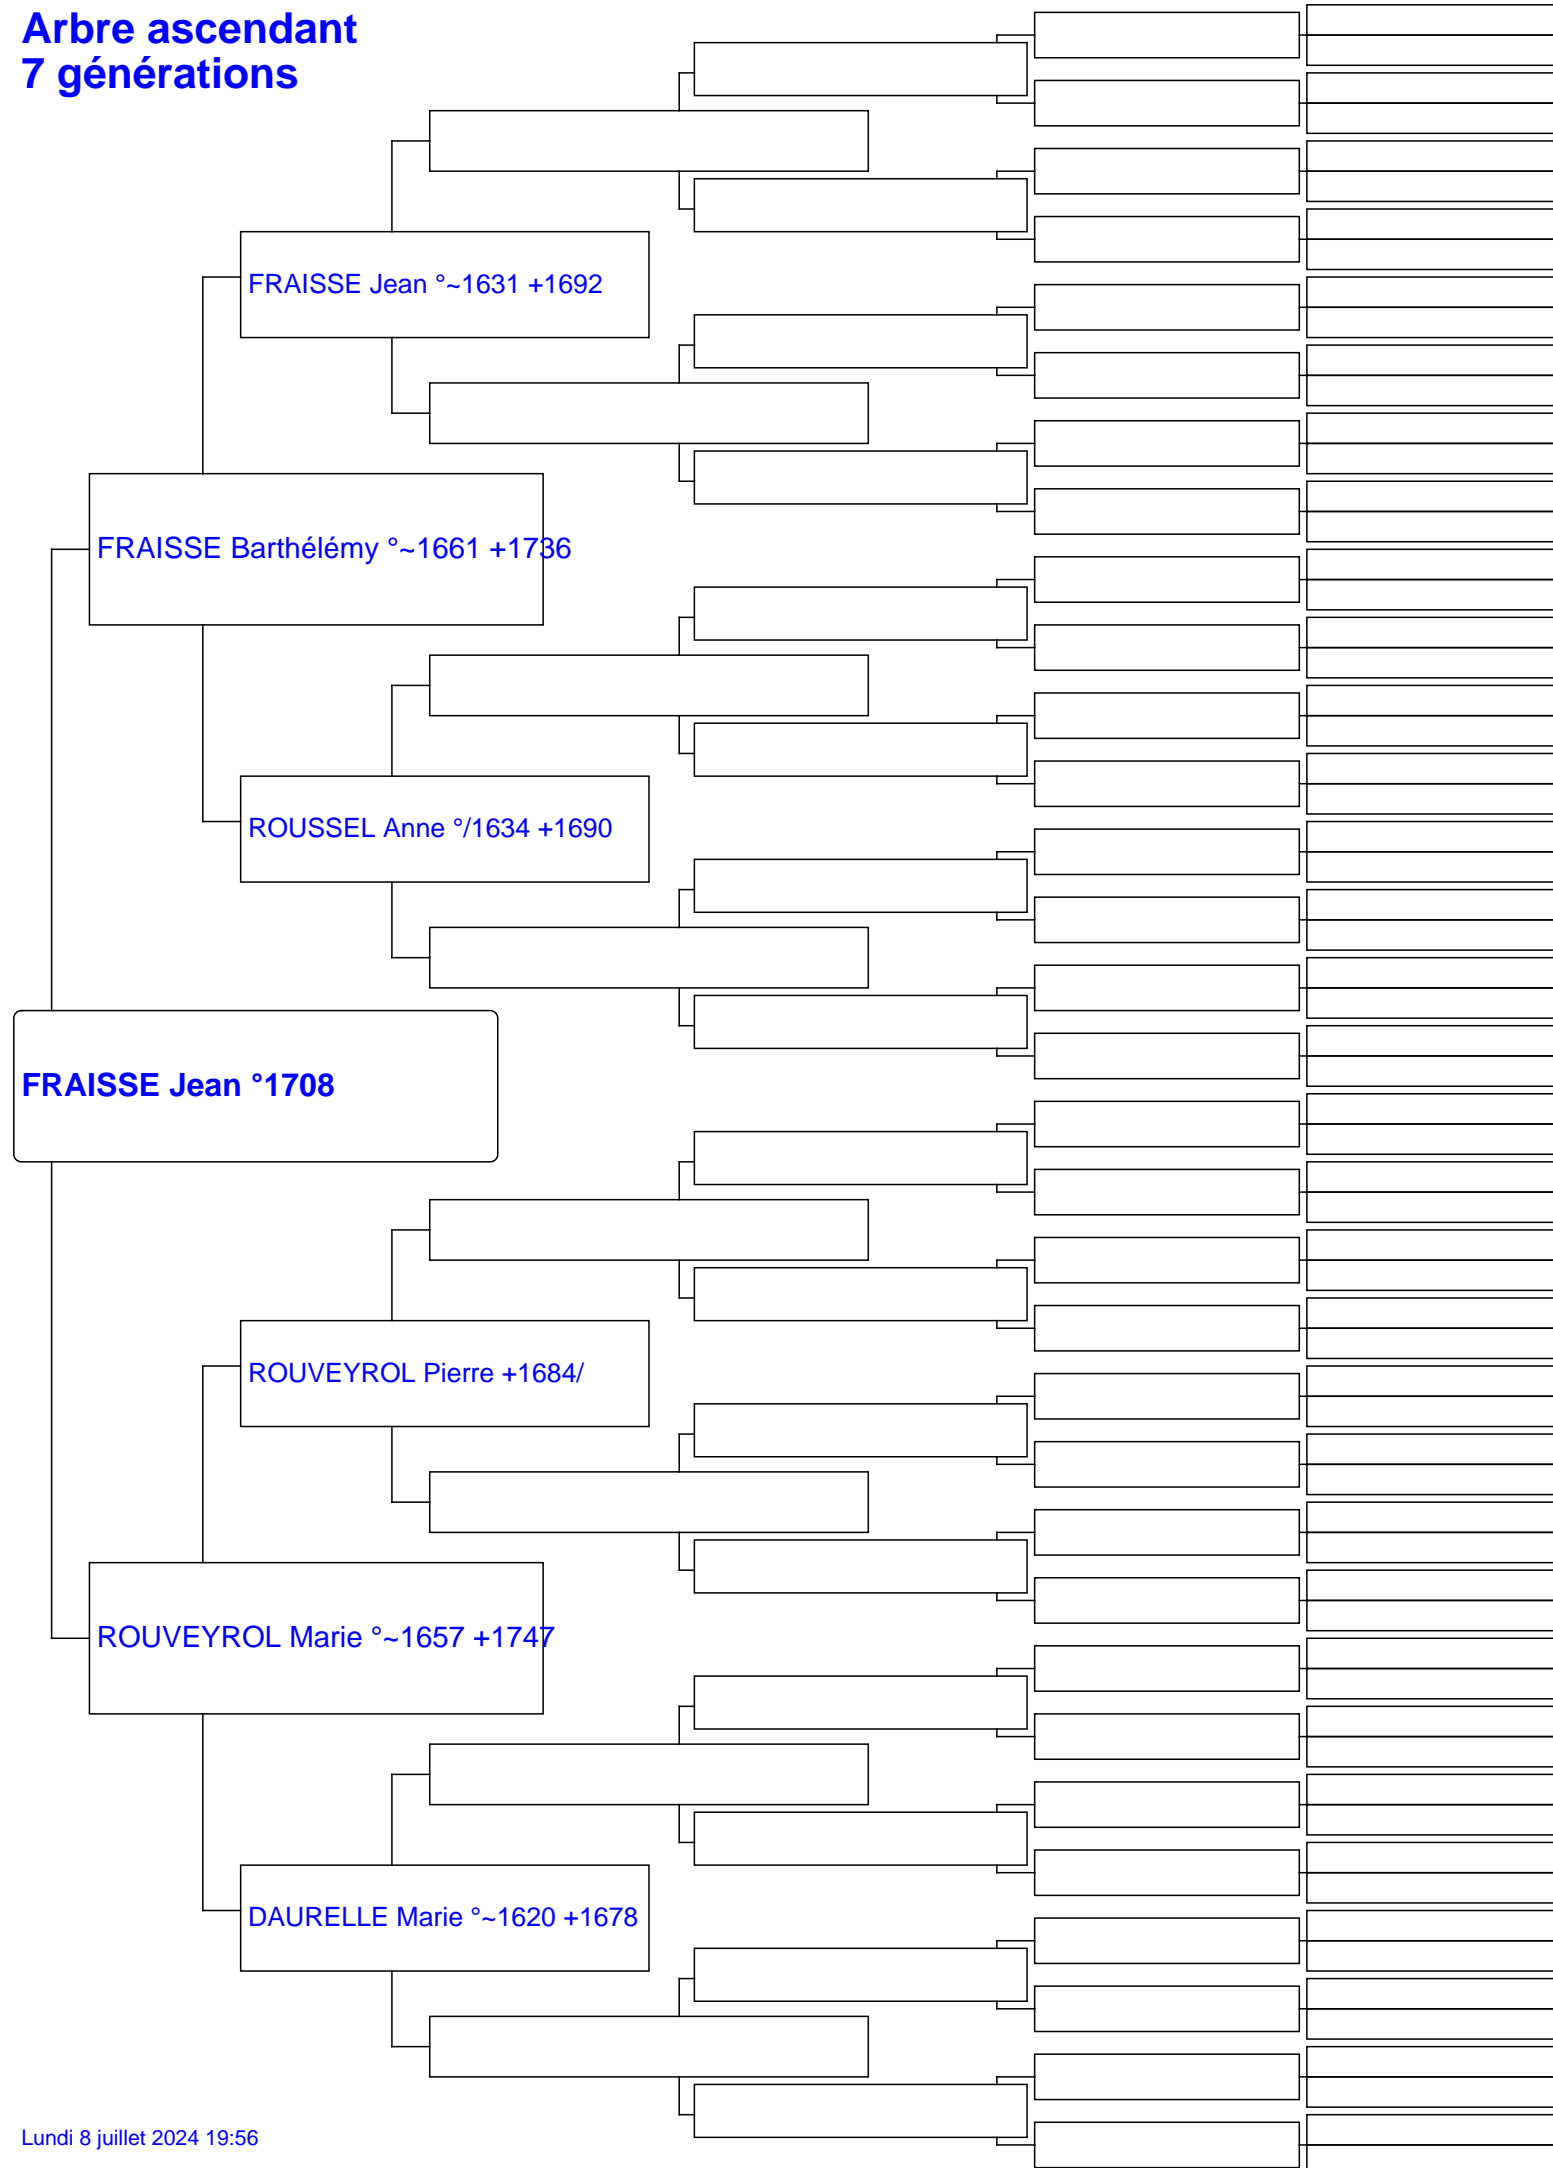 Arbre ascendant
7 générations
FRAISSE Jean °~1631 +1692
FRAISSE Barthélémy °~1661 +1736
ROUSSEL Anne °/1634 +1690
FRAISSE Jean °1708
ROUVEYROL Pierre +1684/
ROUVEYROL Marie °~1657 +1747
DAURELLE Marie °~1620 +1678
Lundi 8 juillet 2024 19:56